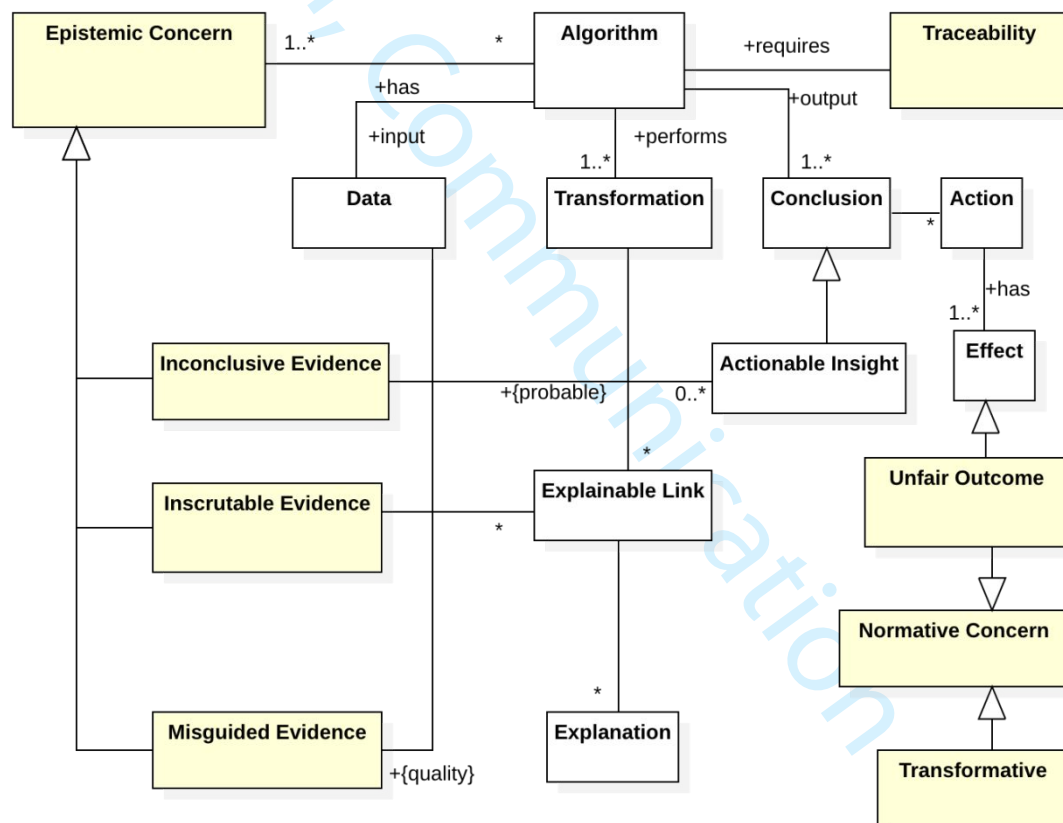 Epistemic Concern
1..*
*
Algorithm
+requires
Traceability
+has
+output
+input
+performs
1..*
1..*
Data
Transformation
Conclusion
Action
*
+has
1..*
Inconclusive Evidence
Actionable Insight
Effect
+{probable}
0..*
*
Unfair Outcome
Inscrutable Evidence
Explainable Link
*
Normative Concern
*
Misguided Evidence
Explanation
+{quality}
Transformative
, Communication